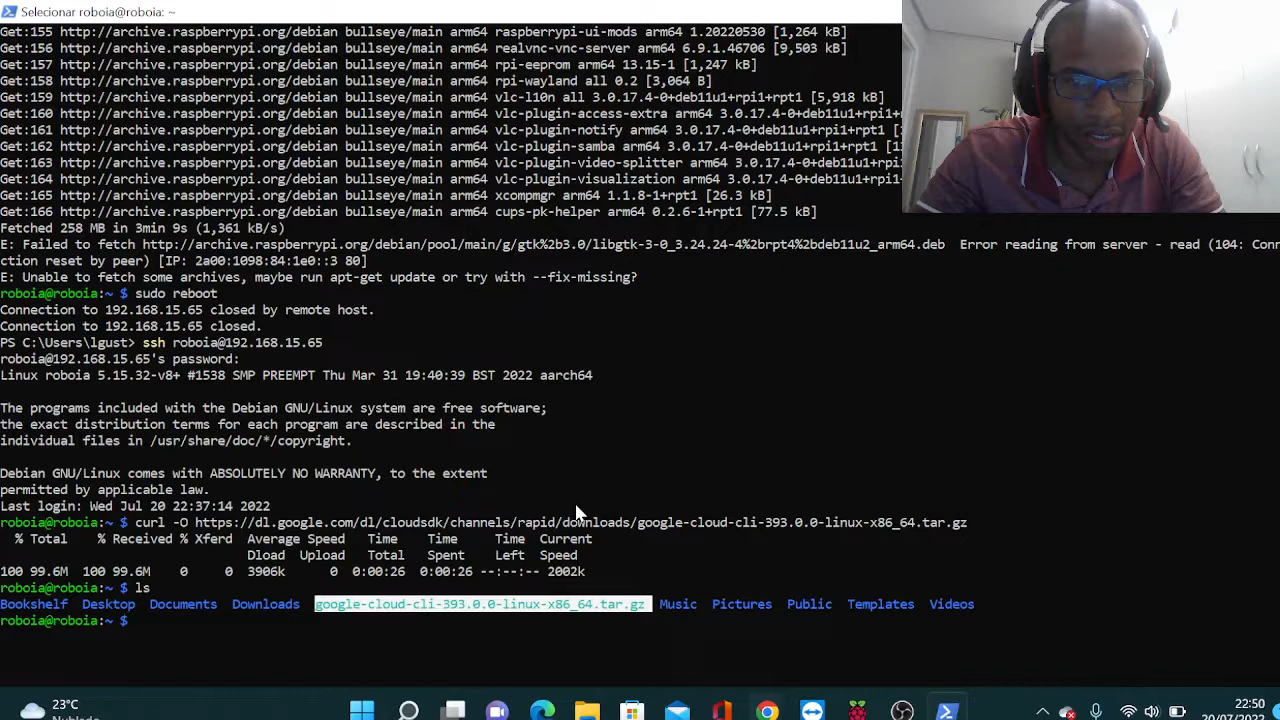 Selecionar roboia@roboia: ~
Get:155 http://archive.raspberrypi.org/debian bullseye/main arm64 raspberrypi-ui-mods arm64 1.20220530 [1,264 kB]
Get:156 http://archive.raspberrypi.org/debian bullseye/main arm64 realvnc-vnc-server arm64 6.9.1.46706 [9,503 kB]
Get:157 http://archive.raspberrypi.org/debian bullseye/main arm64 rpi-eeprom arm64 13.15-1 [1,247 kB]
Get:158 http://archive.raspberrypi.org/debian bullseye/main arm64 rpi-wayland all 0.2 [3,064 B]
Get:159 http://archive.raspberrypi.org/debian bullseye/main arm64 vlc-l10n all 3.0.17.4-0+deb11u1+rpi1+rpt1 [5,918 kB]
Get:160 http://archive.raspberrypi.org/debian bullseye/main arm64 vlc-plugin-access-extra arm64 3.0.17.4-0+deb11u1+rpi1+rpt1
Get:161 http://archive.raspberrypi.org/debian bullseye/main arm64 vlc-plugin-notify arm64 3.0.17.4-0+deb11u1+rpi1+rpt1
Get:162 http://archive.raspberrypi.org/debian bullseye/main arm64 vlc-plugin-samba arm64 3.0.17.4-0+deb11u1+rpi1+rpt1
Get:163 http://archive.raspberrypi.org/debian bullseye/main arm64 vlc-plugin-video-splitter arm64 3.0.17.4-0+deb11u1+rpi1
Get:164 http://archive.raspberrypi.org/debian bullseye/main arm64 vlc-plugin-visualization arm64 3.0.17.4-0+deb11u1+rpi1+
Get:165 http://archive.raspberrypi.org/debian bullseye/main arm64 xcompmgr arm64 1.1.8-1+rpt1 [26.3 kB]
Get:166 http://archive.raspberrypi.org/debian bullseye/main arm64 cups-pk-helper arm64 0.2.6-1+rpt1 [77.5 kB]
Fetched 258 MB in 3min 9s (1,361 kB/s)
E: Failed to fetch http://archive.raspberrypi.org/debian/pool/main/g/gtk%2b3.0/libgtk-3-0_3.24.24-4%2brpt4%2bdeb11u2_arm64.deb  Error reading from server - read (104: Conn
ction reset by peer) [IP: 2a00:1098:84:1e0::3 80]
E: Unable to fetch some archives, maybe run apt-get update or try with --fix-missing?
roboia@roboia:~ $ sudo reboot
Connection to 192.168.15.65 closed by remote host.
Connection to 192.168.15.65 closed.
PS C:\Users\lgust> ssh roboia@192.168.15.65
roboia@192.168.15.65's password:
Linux roboia 5.15.32-v8+ #1538 SMP PREEMPT Thu Mar 31 19:40:39 BST 2022 aarch64
The programs included with the Debian GNU/Linux system are free software;
the exact distribution terms for each program are described in the
individual files in /usr/share/doc/*/copyright.
Debian GNU/Linux comes with ABSOLUTELY NO WARRANTY, to the extent
permitted by applicable law.
Last login: Wed Jul 20 22:37:14 2022
roboia@roboia:~ $ curl -O https://dl.google.com/dl/cloudsdk/channels/rapid/downloads/google-cloud-cli-393.0.0-linux-x86_64.tar.gz
% Total    % Received % Xferd  Average Speed   Time    Time     Time  Current
Dload  Upload   Total   Spent    Left  Speed
100 99.6M  100 99.6M    0     0  3906k      0  0:00:26  0:00:26 --:--:-- 2002k
roboia@roboia:~ $ ls
Bookshelf  Desktop  Documents  Downloads  google-cloud-cli-393.0.0-linux-x86_64.tar.gz  Music  Pictures  Public  Templates  Videos
roboia@roboia:~ $
23°C
22:50